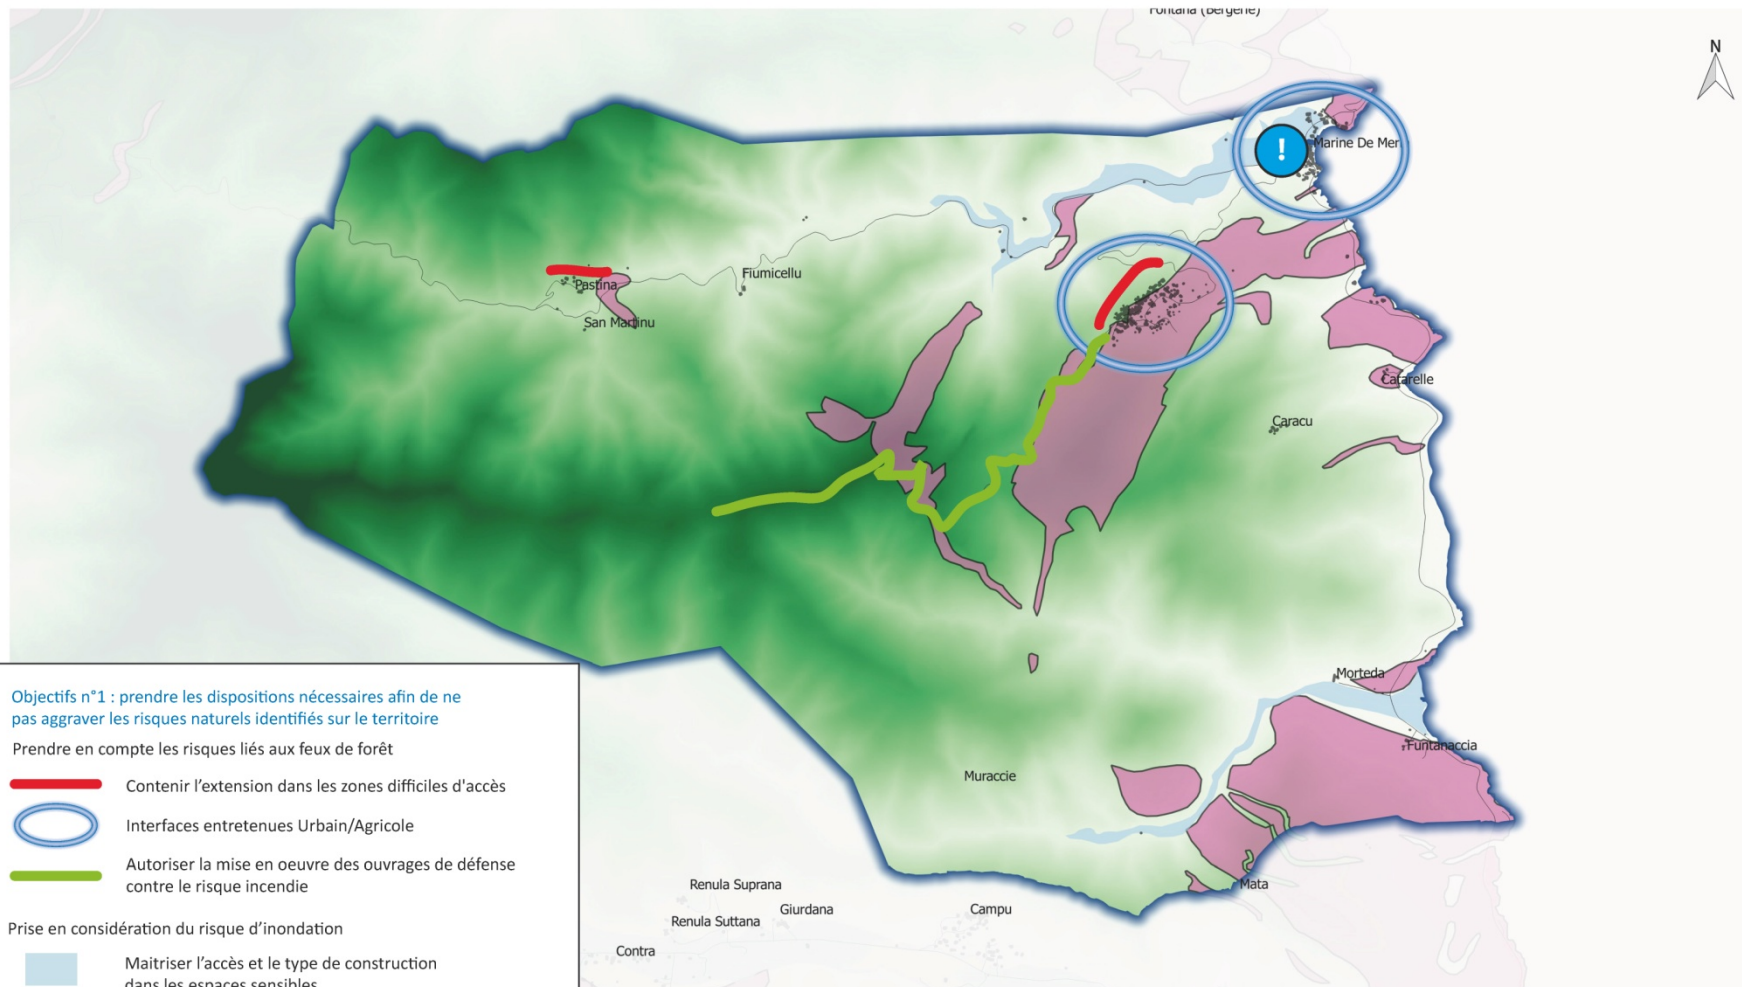 Fontana (Bergerie)
N
Marine De Mer
!
Fiumicellu
Pastina
San Martinu
Catarelle
Caracu
Morteda
Funtanaccia
Muraccie
Mata
Renula Suprana
Giurdana
Campu
Renula Suttana
Contra
Objectifs n°1 : prendre les dispositions nécessaires afin de ne
pas aggraver les risques naturels identifiés sur le territoire
Prendre en compte les risques liés aux feux de forêt
Contenir l'extension dans les zones difficiles d'accès
Interfaces entretenues Urbain/Agricole
Autoriser la mise en oeuvre des ouvrages de défense
contre le risque incendie
Prise en considération du risque d'inondation
Maitriser l'accès et le type de construction
dans les espaces sensibles